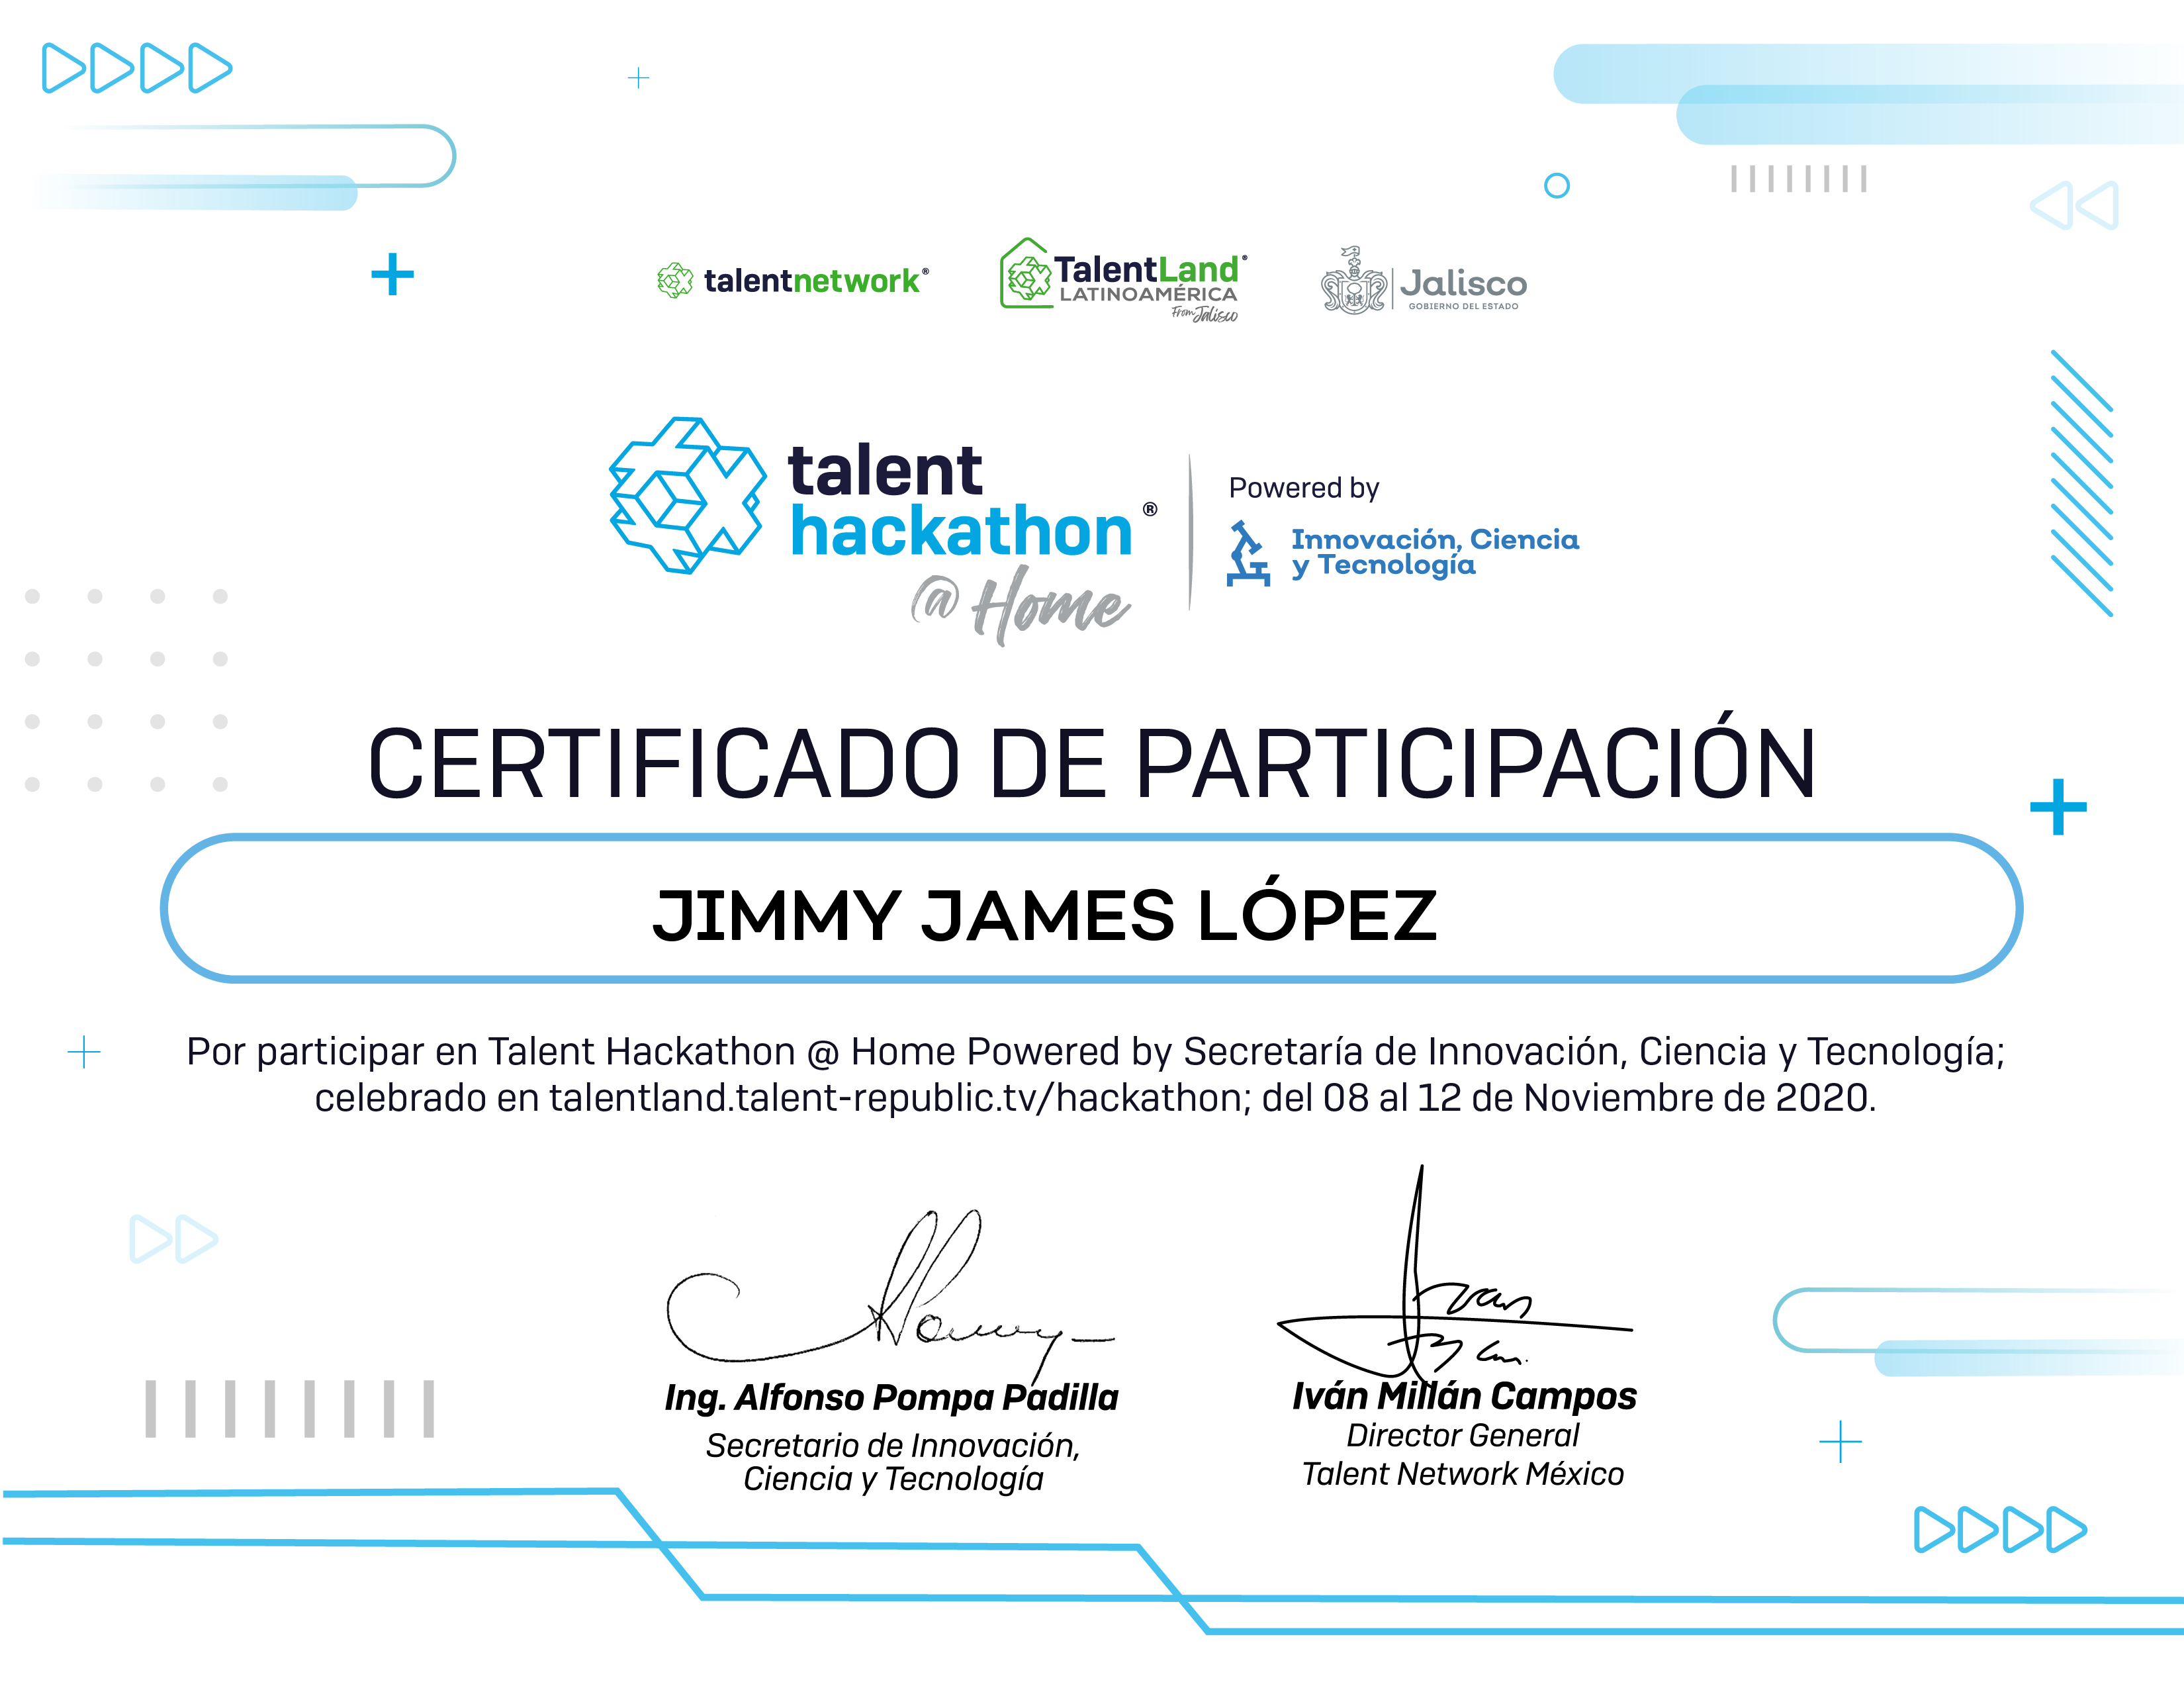 talentnetwork®
TalentLand®
LATINOAMÉRICA
From Jalisco
Jalisco
GOBIERNO DEL ESTADO
talent
hackathon®
@ Home
Powered by
Innovación, Ciencia
y Tecnología
CERTIFICADO DE PARTICIPACIÓN
JIMMY JAMES LÓPEZ
Por participar en Talent Hackathon @ Home Powered by Secretaría de Innovación, Ciencia y Tecnología;
celebrado en talentland.talent-republic.tv/hackathon; del 08 al 12 de Noviembre de 2020.
Ing. Alfonso Pompa Padilla
Secretario de Innovación,
Ciencia y Tecnología
Iván Millán Campos
Director General
Talent Network México